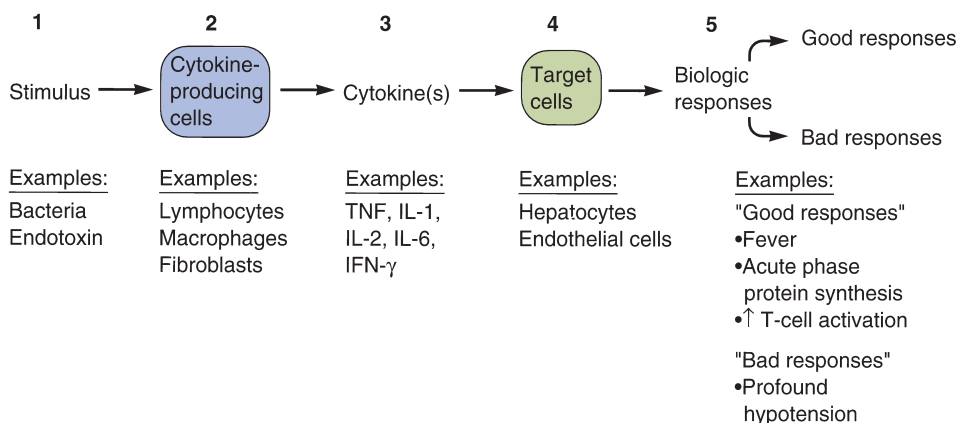 1
2
3
4
5
Stimulus
Cytokine-
producing
cells
Cytokine(s)
Target
cells
Biologic
responses
Good responses
Bad responses
Examples:
Bacteria
Endotoxin
Examples:
Lymphocytes
Macrophages
Fibroblasts
Examples:
TNF, IL-1,
IL-2, IL-6,
IFN-γ
Examples:
Hepatocytes
Endothelial cells
Examples:
"Good responses"
•Fever
•Acute phase
protein synthesis
•↑ T-cell activation
"Bad responses"
•Profound
hypotension